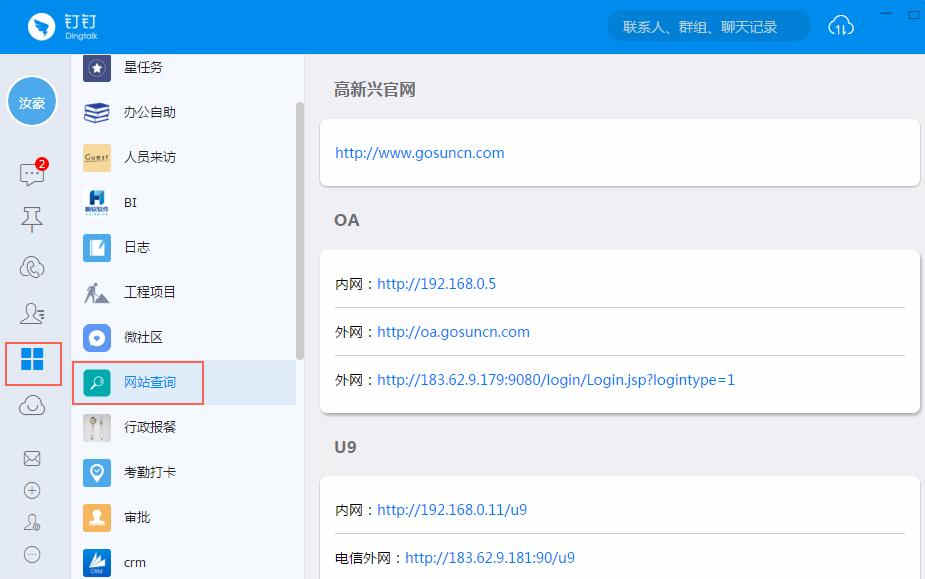 钉钉
Dingtalk
联系人、群组、聊天记录
汝豪
2
星任务
办公自助
Guest
人员来访
BI
日志
工程项目
微社区
网站查询
行政报餐
考勤打卡
审批
CRM
crm
高新兴官网
http://www.gosuncn.com
OA
内网：http://192.168.0.5
外网：http://oa.gosuncn.com
外网：http://183.62.9.179:9080/login/Login.jsp?logintype=1
U9
内网：http://192.168.0.11/u9
电信外网：http://183.62.9.181:90/u9